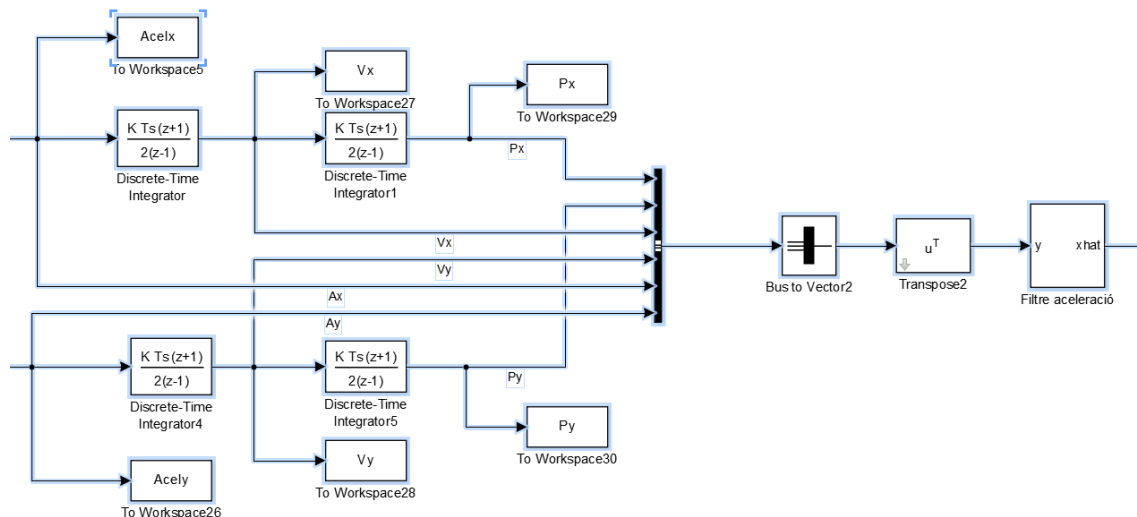 Acelx
To Workspace5
Vx
To Workspace27
Px
To Workspace29
K Ts(z+1)
2(z-1)
Discrete-Time
Integrator
K Ts(z+1)
2(z-1)
Discrete-Time
Integrator1
Px
Vx
Vy
Ax
Ay
Bus to Vector2
uᵀ
Transpose2
y
xhat
Filtre acceleració
K Ts(z+1)
2(z-1)
Discrete-Time
Integrator4
K Ts(z+1)
2(z-1)
Discrete-Time
Integrator5
Py
Py
To Workspace30
Vy
To Workspace28
Acely
To Workspace26